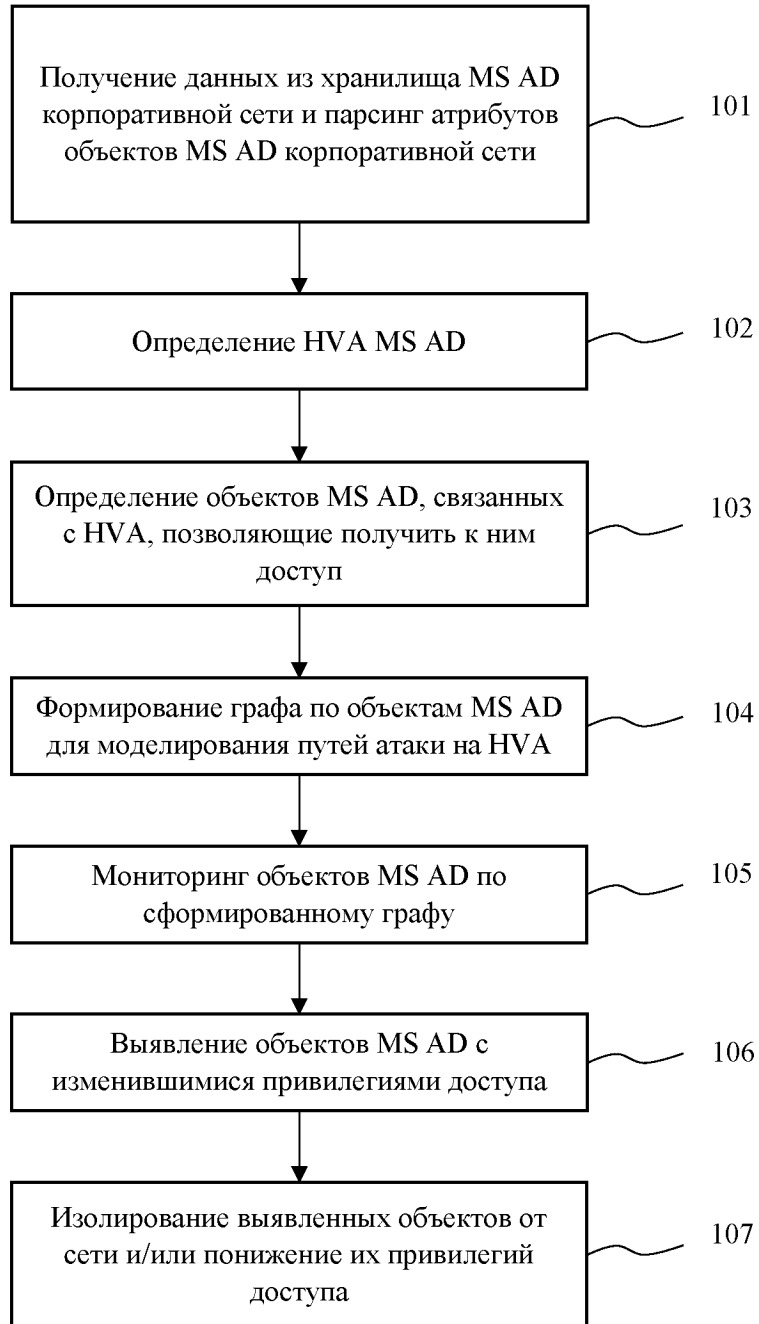 Получение данных из хранилища MS AD
корпоративной сети и парсинг атрибутов
объектов MS AD корпоративной сети
101
Определение HVA MS AD
102
Определение объектов MS AD, связанных
с HVA, позволяющие получить к ним
доступ
103
Формирование графа по объектам MS AD
для моделирования путей атаки на HVA
104
Мониторинг объектов MS AD по
сформированному графу
105
Выявление объектов MS AD с
изменившимися привилегиями доступа
106
Изолирование выявленных объектов от
сети и/или понижение их привилегий
доступа
107